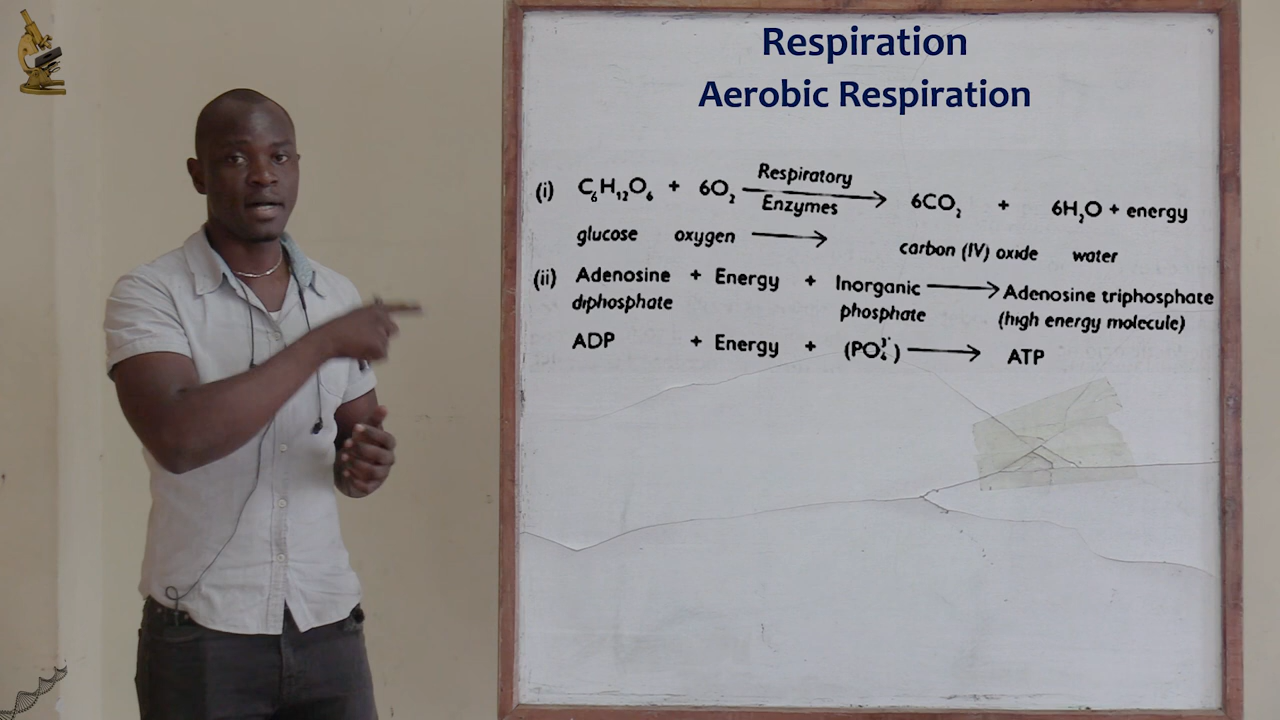 Respiration
Aerobic Respiration
(i) C₆H₁₂O₆ + 6O₂ Respiratory Enzymes → 6CO₂ + 6H₂O + energy
glucose oxygen → carbon (IV) oxide water
(ii) Adenosine + Energy + Inorganic → Adenosine triphosphate
diphosphate phosphate (high energy molecule)
ADP + Energy + (PO₄³⁻) → ATP